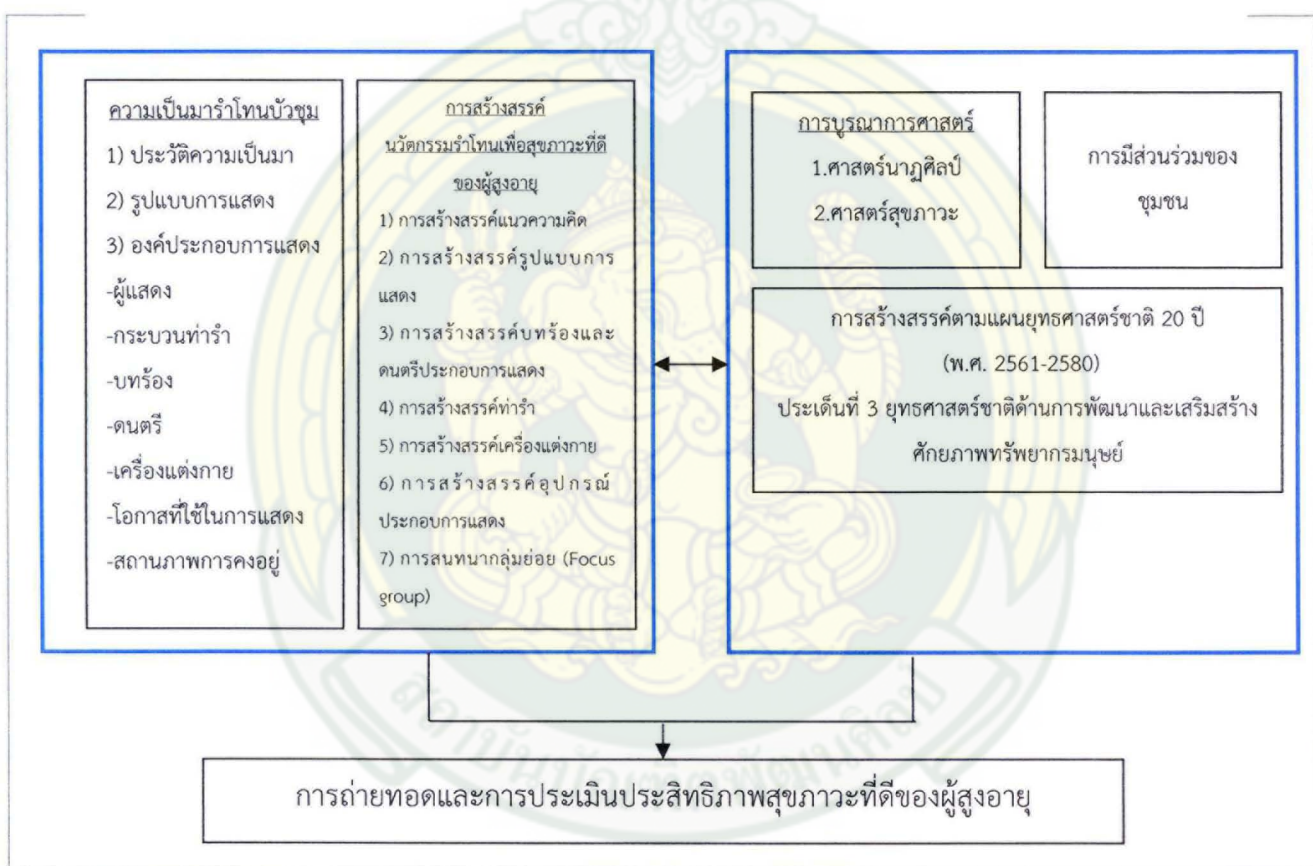 ความเป็นมารำโทนบัวชุม
1) ประวัติความเป็นมา
2) รูปแบบการแสดง
3) องค์ประกอบการแสดง
-ผู้แสดง
-กระบวนท่ารำ
-บทร้อง
-ดนตรี
-เครื่องแต่งกาย
-โอกาสที่ใช้ในการแสดง
-สถานภาพการคงอยู่
การสร้างสรรค์
นวัตกรรมรำโทนเพื่อสุขภาวะที่ดี
ของผู้สูงอายุ
1) การสร้างสรรค์แนวความคิด
2) การสร้างสรรค์รูปแบบการ
แสดง
3) การสร้างสรรค์บทร้องและ
ดนตรีประกอบการแสดง
4) การสร้างสรรค์ท่ารำ
5) การสร้างสรรค์เครื่องแต่งกาย
6) การสร้างสรรค์อุปกรณ์
ประกอบการแสดง
7) การสนทนากลุ่มย่อย (Focus
group)
การบูรณาการศาสตร์
1.ศาสตร์นาฏศิลป์
2.ศาสตร์สุขภาวะ
การมีส่วนร่วมของ
ชุมชน
การสร้างสรรค์ตามแผนยุทธศาสตร์ชาติ 20 ปี
(พ.ศ. 2561-2580)
ประเด็นที่ 3 ยุทธศาสตร์ชาติด้านการพัฒนาและเสริมสร้าง
ศักยภาพทรัพยากรมนุษย์
สถาบันบัณฑิตพัฒนศิลป์
การถ่ายทอดและการประเมินประสิทธิภาพสุขภาวะที่ดีของผู้สูงอายุ